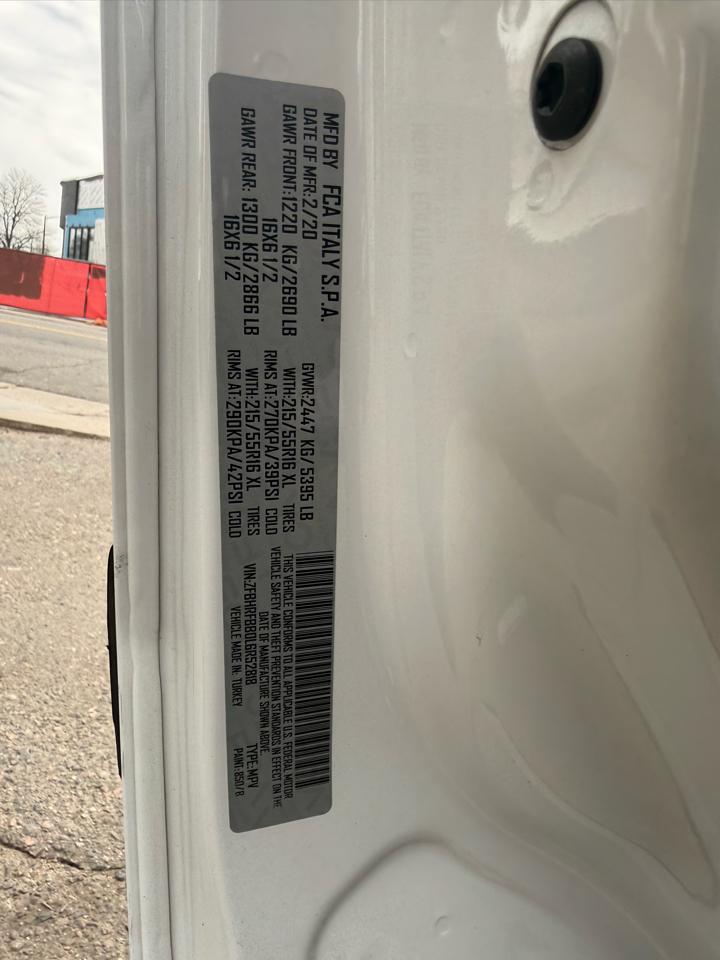 MFD BY FCA ITALY S.P.A.
DATE OF MFR:2/20 GVWR:2447 KG/ 5395 LB
GAWR FRONT:1220 KG/2690 LB WITH:215/55R16 XL TIRES
16X6 1/2 RIMS AT:270KPA/39PSI COLD
GAWR REAR: 1300 KG/2866 LB WITH:215/55R16 XL TIRES
16X6 1/2 RIMS AT:290KPA/42PSI COLD
THIS VEHICLE CONFORMS TO ALL APPLICABLE U.S. FEDERAL MOTOR
VEHICLE SAFETY AND THEFT PREVENTION STANDARDS IN EFFECT ON THE
DATE OF MANUFACTURE SHOWN ABOVE.
VIN:ZFBHRFBB0L6R52818 TYPE:MPV
VEHICLE MADE IN: TURKEY PAINT: